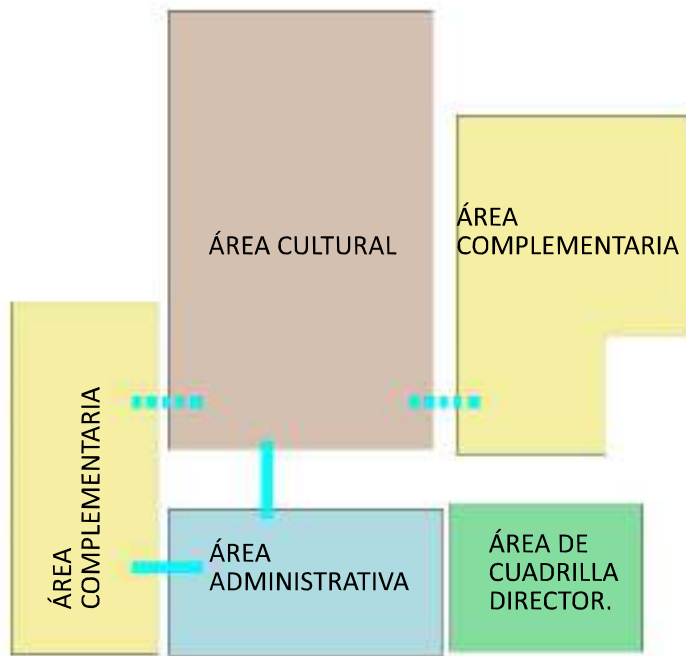 ÁREA CULTURAL
ÁREA
COMPLEMENTARIA
ÁREA
COMPLEMENTARIA
ÁREA
ADMINISTRATIVA
ÁREA DE
CUADRILLA
DIRECTOR.